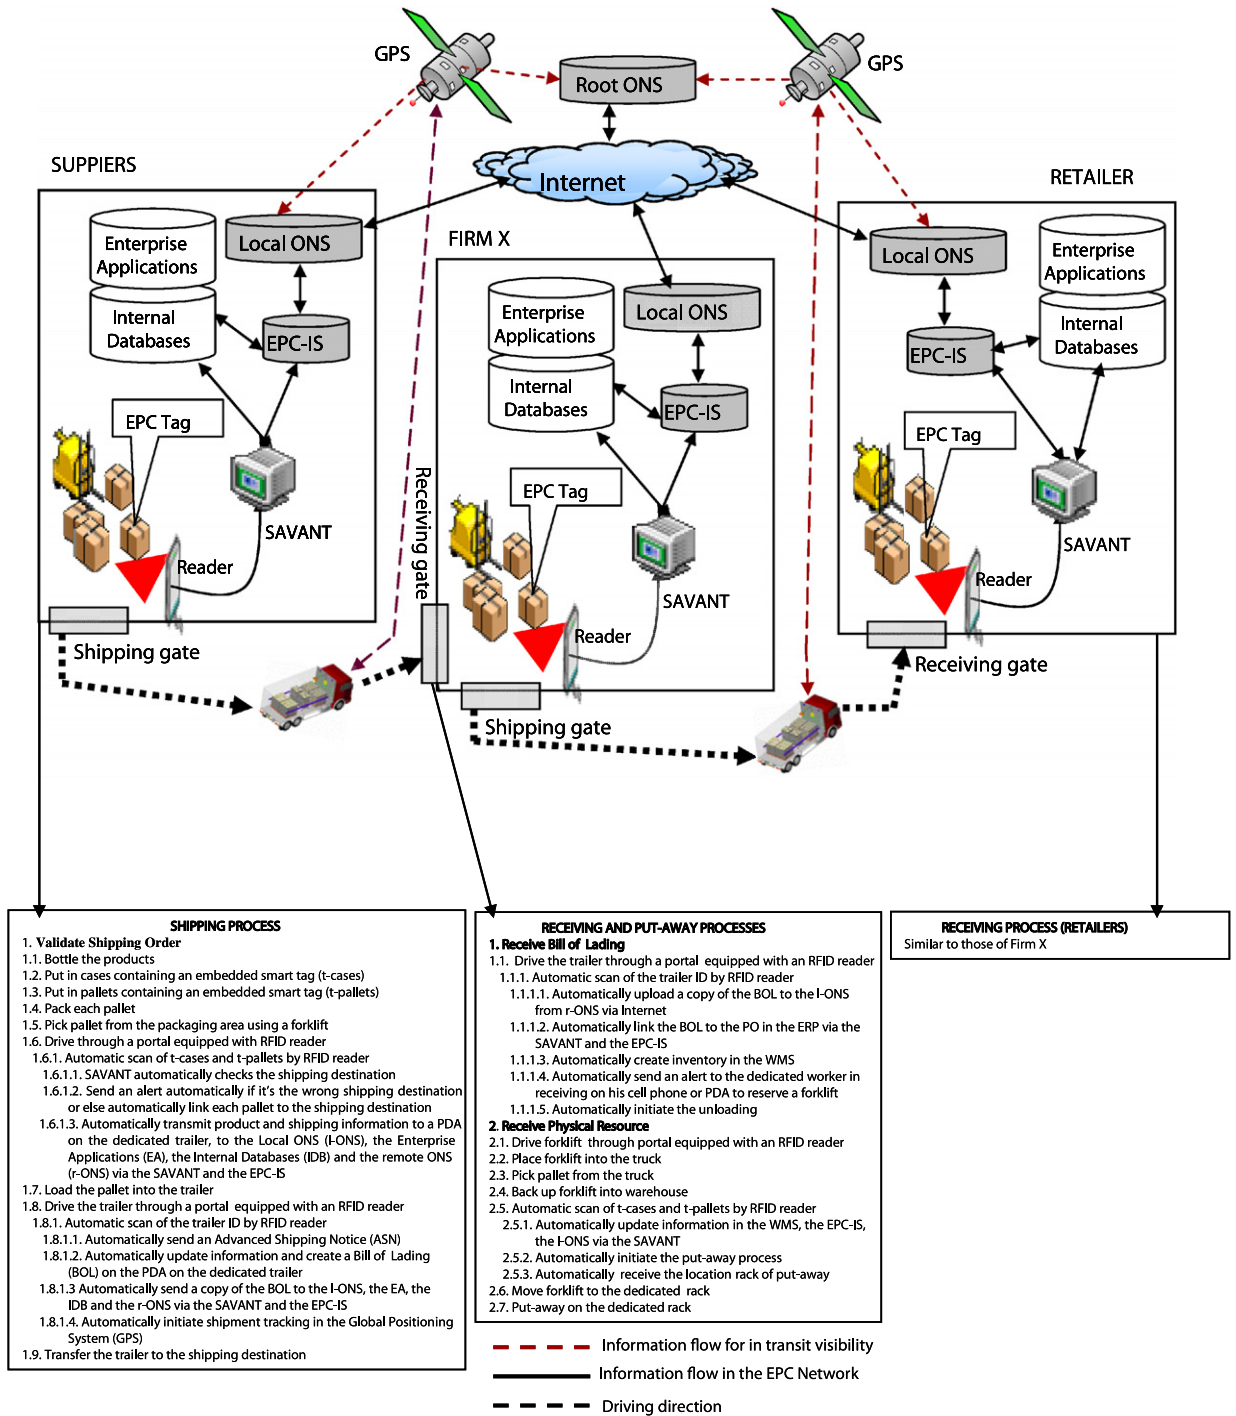 GPS
Root ONS
GPS
Internet
SUPPIERS
Enterprise
Applications
Internal
Databases
Local ONS
EPC-IS
EPC Tag
SAVANT
Reader
Shipping gate
FIRM X
Enterprise
Applications
Internal
Databases
Local ONS
EPC-IS
EPC Tag
SAVANT
Reader
Receiving gate
Shipping gate
RETAILER
Local ONS
Enterprise
Applications
Internal
Databases
EPC-IS
EPC Tag
SAVANT
Reader
Receiving gate
SHIPPING PROCESS
1. Validate Shipping Order
1.1. Bottle the products
1.2. Put in cases containing an embedded smart tag (t-cases)
1.3. Put in pallets containing an embedded smart tag (t-pallets)
1.4. Pack each pallet
1.5. Pick pallet from the packaging area using a forklift
1.6. Drive through a portal equipped with RFID reader
1.6.1. Automatic scan of t-cases and t-pallets by RFID reader
1.6.1.1. SAVANT automatically checks the shipping destination
1.6.1.2. Send an alert automatically if it's the wrong shipping destination
or else automatically link each pallet to the shipping destination
1.6.1.3. Automatically transmit product and shipping information to a PDA
on the dedicated trailer, to the Local ONS (l-ONS), the Enterprise
Applications (EA), the Internal Databases (IDB) and the remote ONS
(r-ONS) via the SAVANT and the EPC-IS
1.7. Load the pallet into the trailer
1.8. Drive the trailer through a portal equipped with an RFID reader
1.8.1. Automatic scan of the trailer ID by RFID reader
1.8.1.1. Automatically send an Advanced Shipping Notice (ASN)
1.8.1.2. Automatically update information and create a Bill of Lading
(BOL) on the PDA on the dedicated trailer
1.8.1.3 Automatically send a copy of the BOL to the l-ONS, the EA, the
IDB and the r-ONS via the SAVANT and the EPC-IS
1.8.1.4. Automatically initiate shipment tracking in the Global Positioning
System (GPS)
1.9. Transfer the trailer to the shipping destination
RECEIVING AND PUT-AWAY PROCESSES
1. Receive Bill of Lading
1.1. Drive the trailer through a portal equipped with an RFID reader
1.1.1. Automatic scan of the trailer ID by RFID reader
1.1.1.1. Automatically upload a copy of the BOL to the l-ONS
from r-ONS via Internet
1.1.1.2. Automatically link the BOL to the PO in the ERP via the
SAVANT and the EPC-IS
1.1.1.3. Automatically create inventory in the WMS
1.1.1.4. Automatically send an alert to the dedicated worker in
receiving on his cell phone or PDA to reserve a forklift
1.1.1.5. Automatically initiate the unloading
2. Receive Physical Resource
2.1. Drive forklift through portal equipped with an RFID reader
2.2. Place forklift into the truck
2.3. Pick pallet from the truck
2.4. Back up forklift into warehouse
2.5. Automatic scan of t-cases and t-pallets by RFID reader
2.5.1. Automatically update information in the WMS, the EPC-IS,
the l-ONS via the SAVANT
2.5.2. Automatically initiate the put-away process
2.5.3. Automatically receive the location rack of put-away
2.6. Move forklift to the dedicated rack
2.7. Put-away on the dedicated rack
RECEIVING PROCESS (RETAILERS)
Similar to those of Firm X
Information flow for in transit visibility
Information flow in the EPC Network
Driving direction